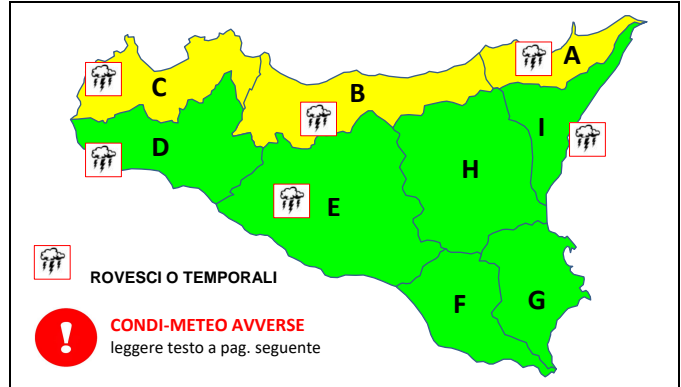 A
C
B
I
D
H
E
ROVESCI O TEMPORALI
F
G
CONDI-METEO AVVERSE
leggere testo a pag. seguente